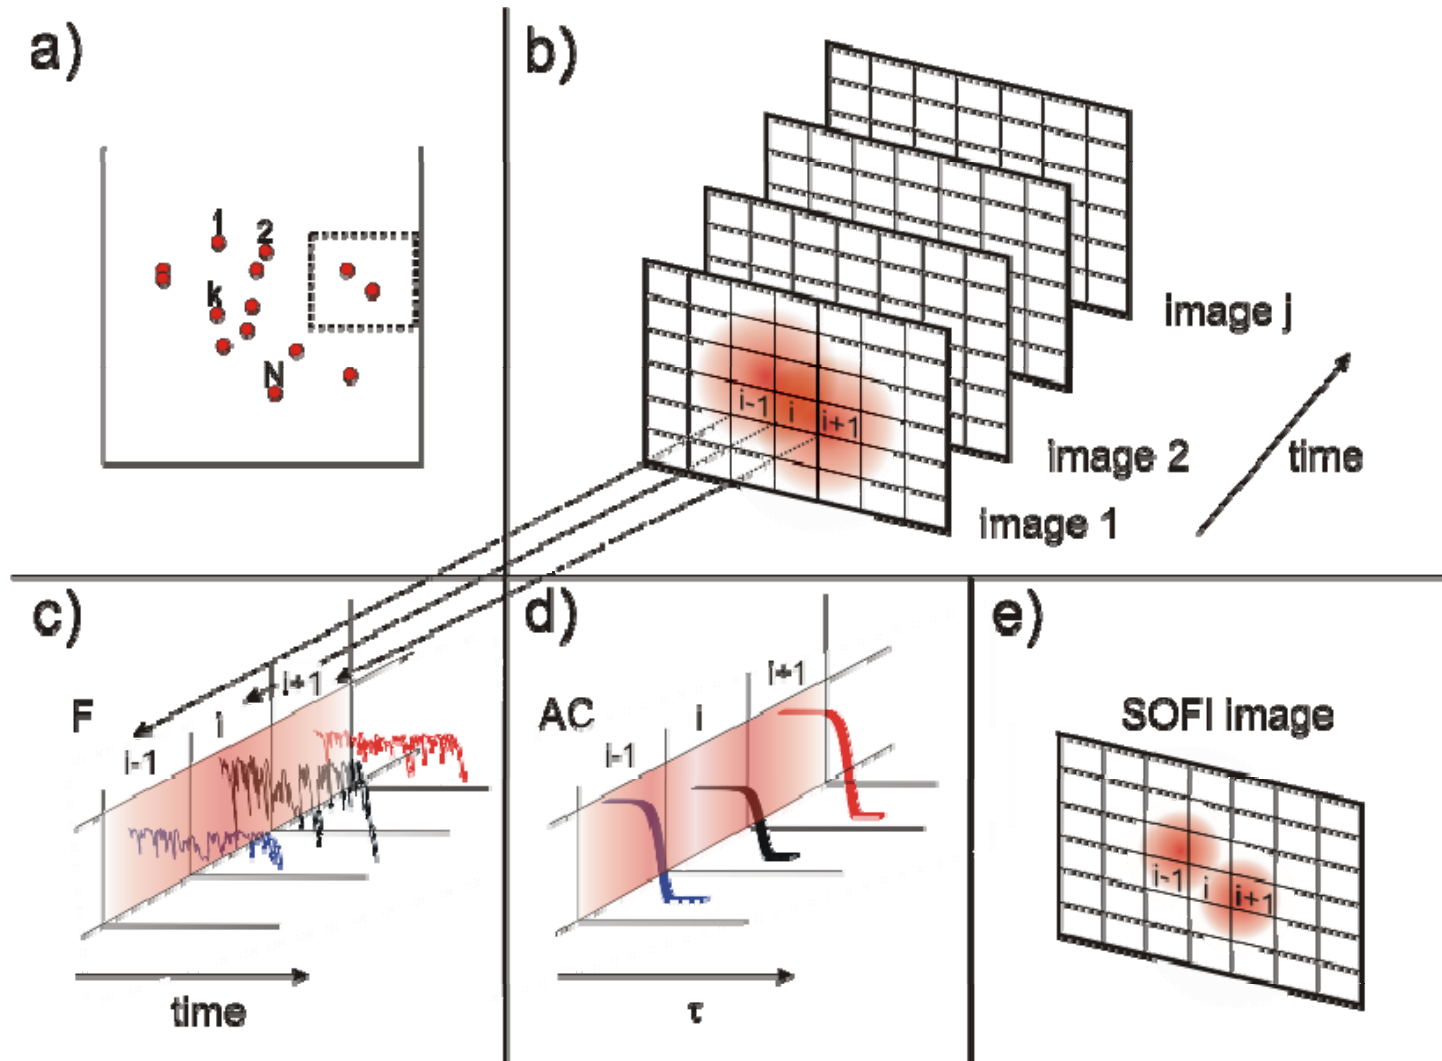 a)
1
2
k
N
b)
i-1 i i+1
image 1
image 2
image j
time
c)
F
i-1
i
i+1
time
d)
AC
i-1
i
i+1
τ
e)
SOFI image
i-1 i i+1